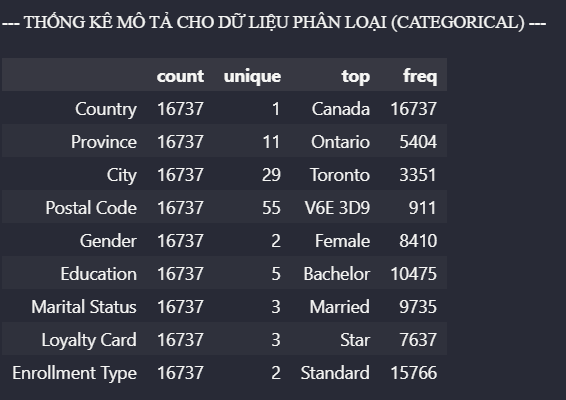 --- THỐNG KÊ MÔ TẢ CHO DỮ LIỆU PHÂN LOẠI (CATEGORICAL) ---
count unique top freq
Country 16737 1 Canada 16737
Province 16737 11 Ontario 5404
City 16737 29 Toronto 3351
Postal Code 16737 55 V6E 3D9 911
Gender 16737 2 Female 8410
Education 16737 5 Bachelor 10475
Marital Status 16737 3 Married 9735
Loyalty Card 16737 3 Star 7637
Enrollment Type 16737 2 Standard 15766